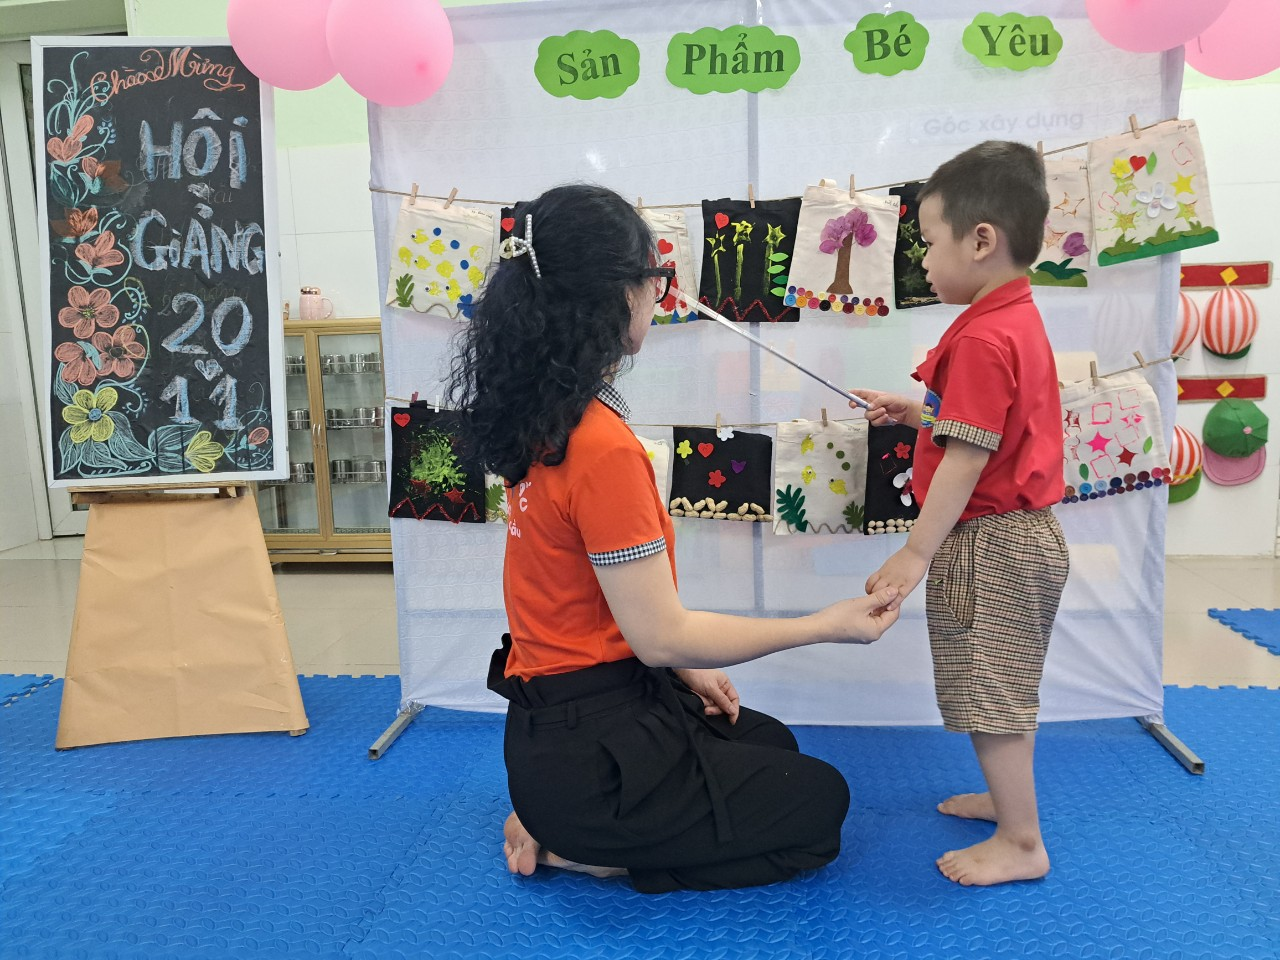 Chào Mừng
HỘI
GIẢNG
20
11
Sản Phẩm Bé Yêu
Góc xây dựng